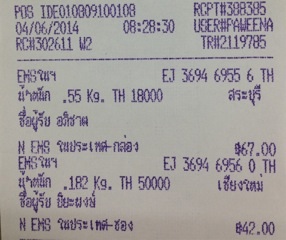 POS IDE010809100108 RCPT#388385
04/06/2014 08:28:30 USER#PAWEENA
RC#302611 W2 TR#2119785
EMSในฯ EJ 3694 6955 6 TH
น้ำหนัก .55 Kg. TH 18000 สระบุรี
ชื่อผู้รับ อภิชาต
N EMS ในประเทศ-กล่อง ฿67.00
EMSในฯ EJ 3694 6956 0 TH
น้ำหนัก .182 Kg. TH 50000 เชียงใหม่
ชื่อผู้รับ ปิยะพงษ์
N EMS ในประเทศ-ซอง ฿42.00